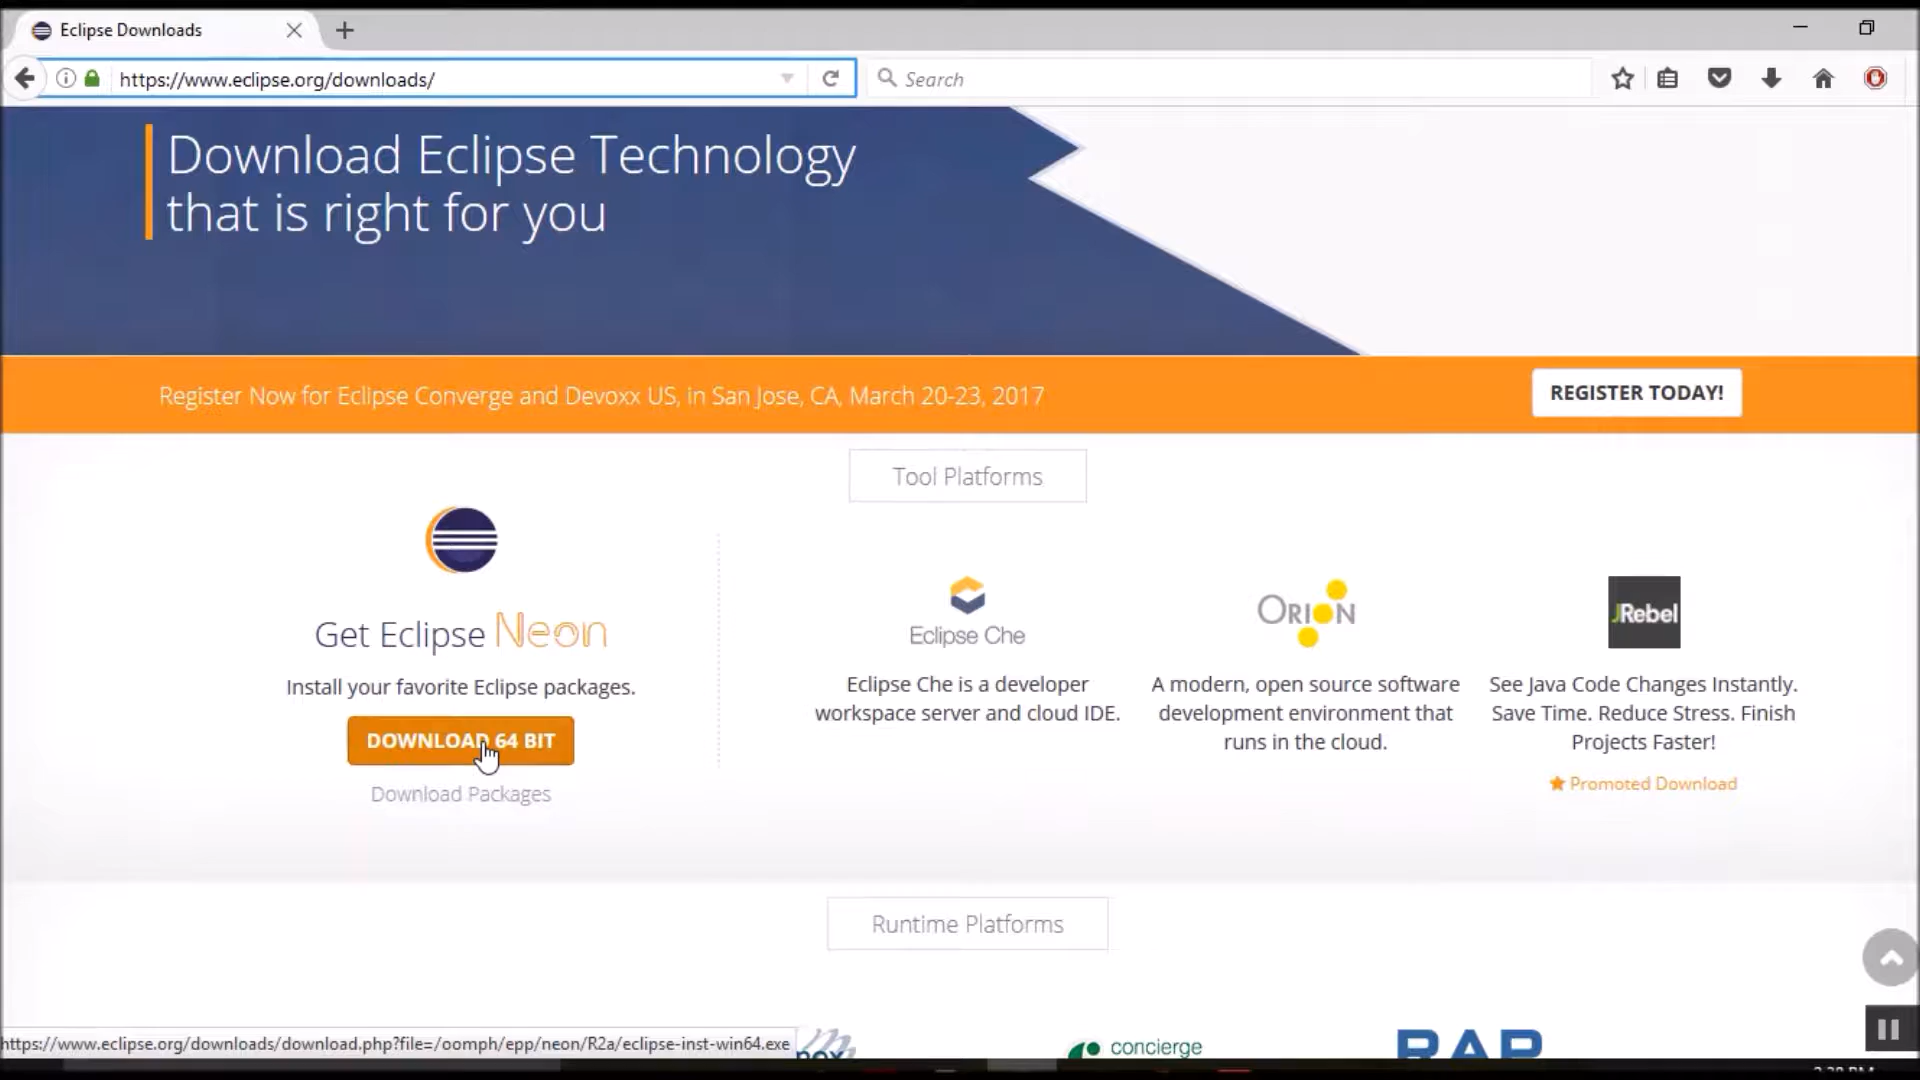 Eclipse Downloads
https://www.eclipse.org/downloads/
Search
Download Eclipse Technology
that is right for you
Register Now for Eclipse Converge and Devoxx US, in San Jose, CA, March 20-23, 2017
REGISTER TODAY!
Tool Platforms
Get Eclipse Neon
Install your favorite Eclipse packages.
DOWNLOAD 64 BIT
Download Packages
Eclipse Che
Eclipse Che is a developer
workspace server and cloud IDE.
ORION
A modern, open source software
development environment that
runs in the cloud.
JRebel
See Java Code Changes Instantly.
Save Time. Reduce Stress. Finish
Projects Faster!
Promoted Download
Runtime Platforms
concierge
RAP
https://www.eclipse.org/downloads/download.php?file=/oomph/epp/neon/R2a/eclipse-inst-win64.exe